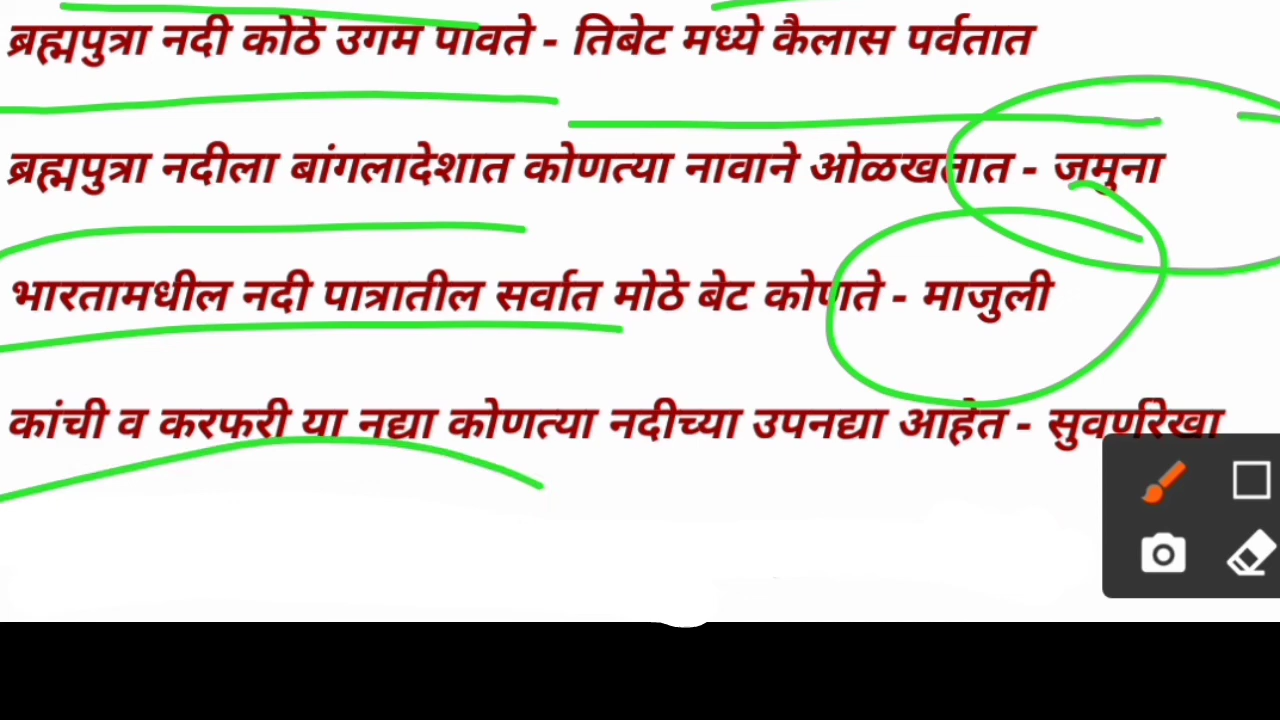 ब्रह्मपुत्रा नदी कोठे उगम पावते - तिबेट मध्ये कैलास पर्वतात
ब्रह्मपुत्रा नदीला बांगलादेशात कोणत्या नावाने ओळखतात - जमुना
भारतामधील नदी पात्रातील सर्वात मोठे बेट कोणते - माजुली
कांची व करफरी या नद्या कोणत्या नदीच्या उपनद्या आहेत - सुवर्णरेखा